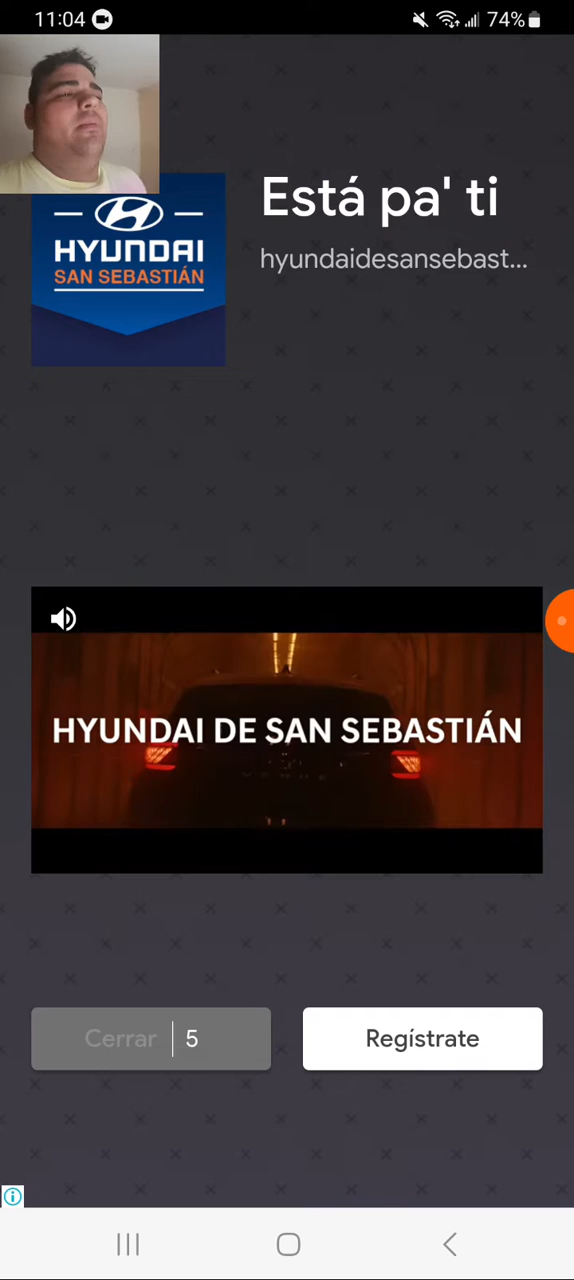 11:04
74%
Está pa' ti
hyundaidesansebast...
HYUNDAI
SAN SEBASTIÁN
HYUNDAI DE SAN SEBASTIÁN
Cerrar | 5
Regístrate